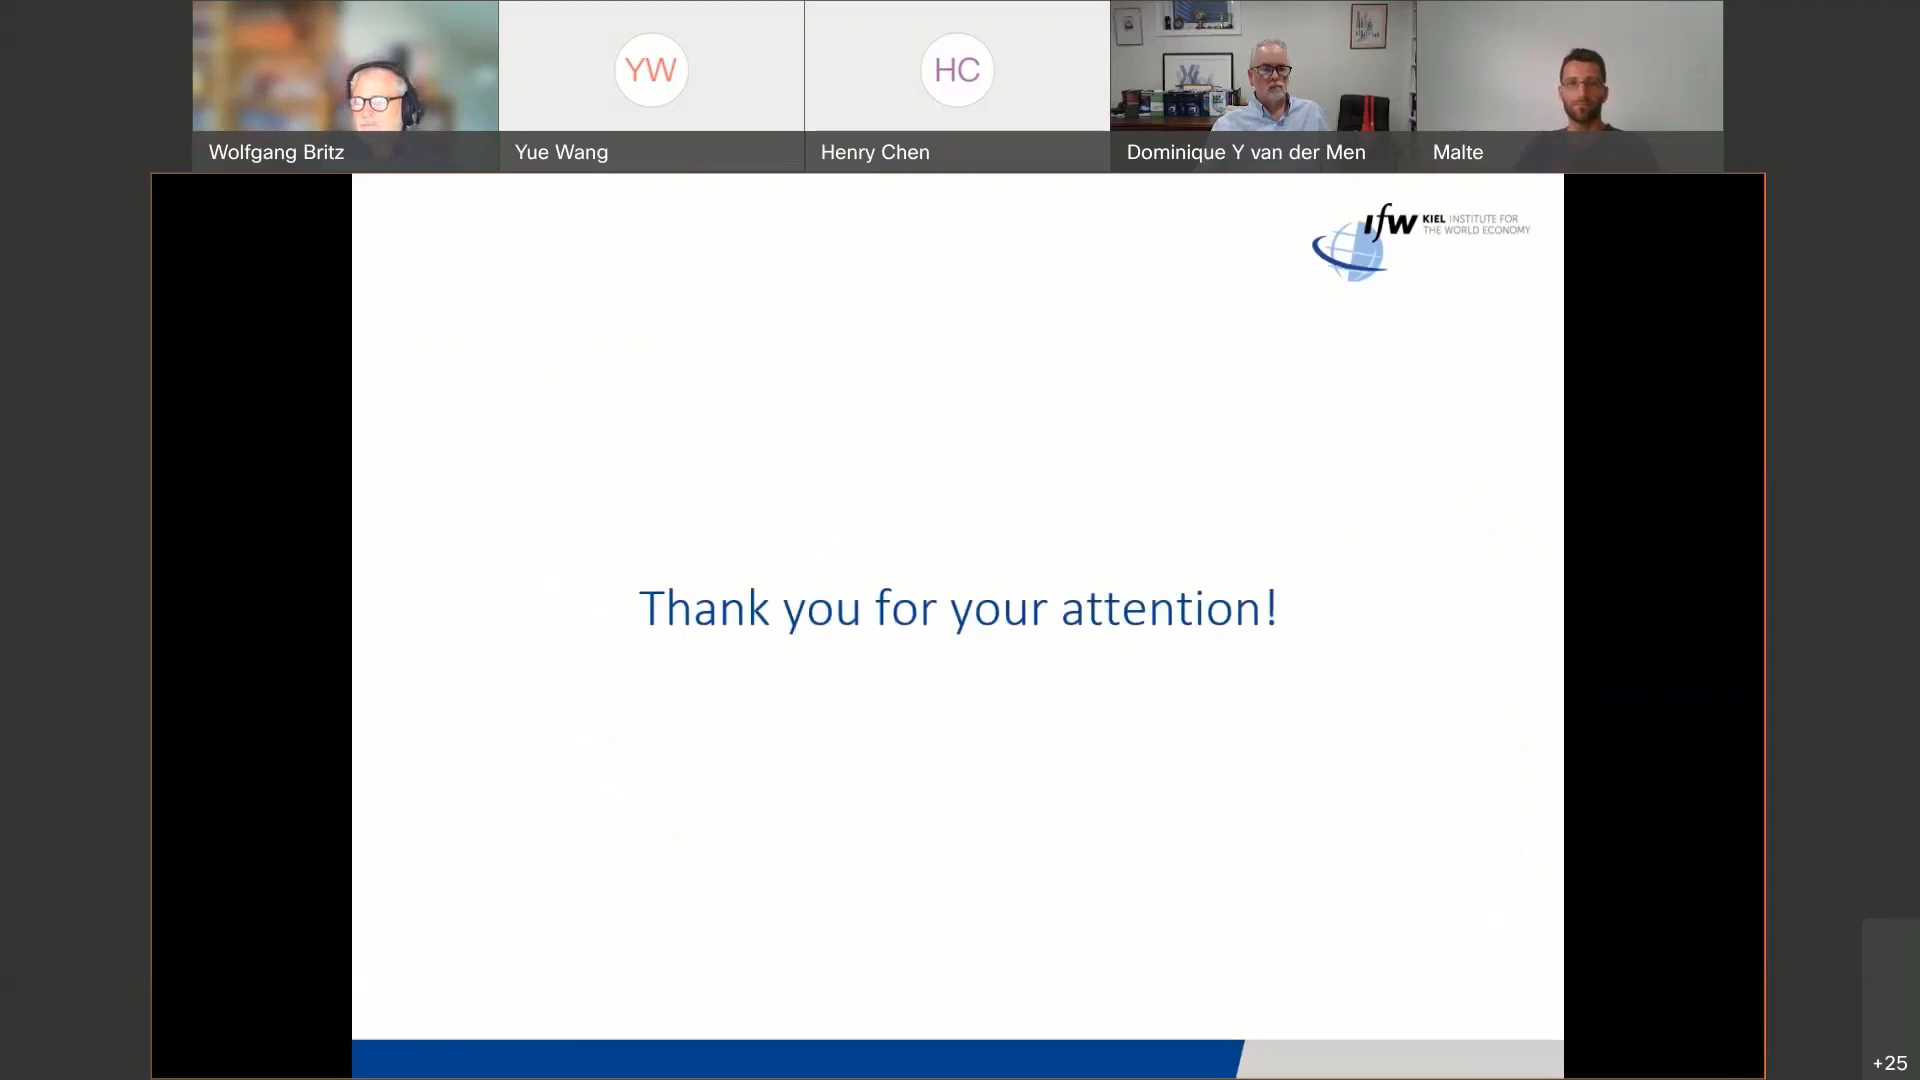 YW
HC
Wolfgang Britz
Yue Wang
Henry Chen
Dominique Y van der Men
Malte
ifw KIEL INSTITUTE FOR
THE WORLD ECONOMY
Thank you for your attention!
+25